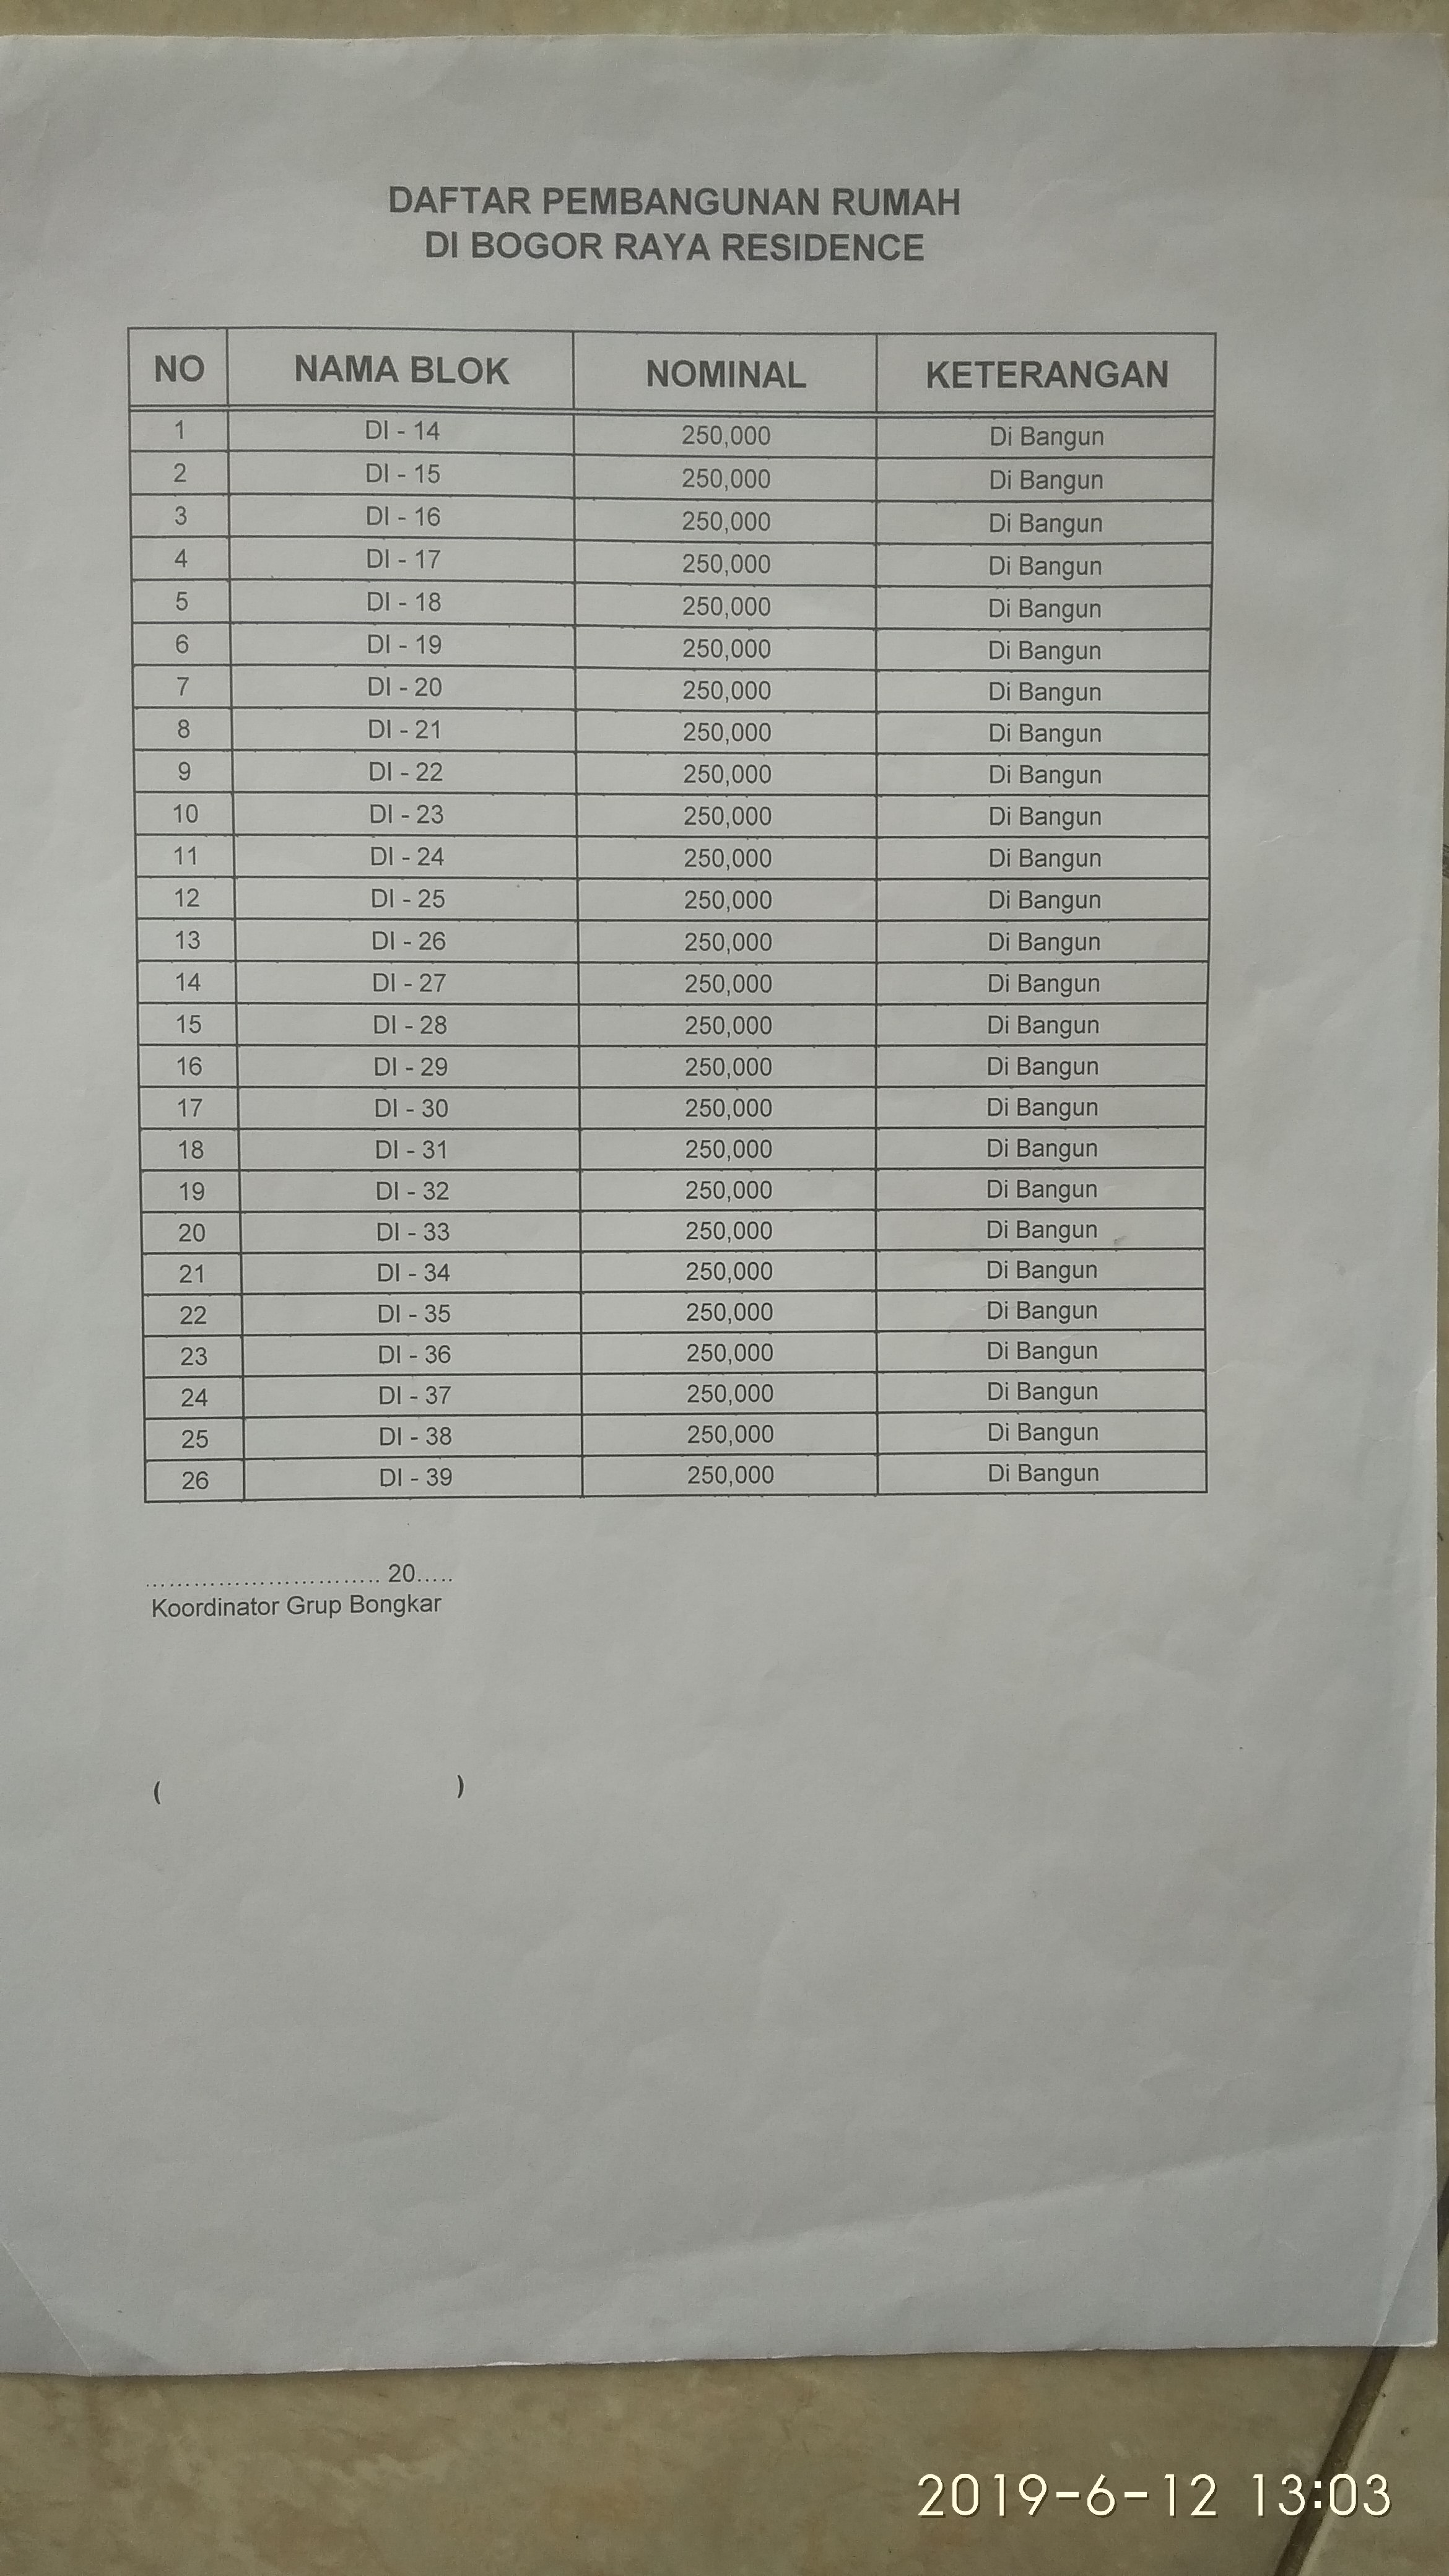 DAFTAR PEMBANGUNAN RUMAH
DI BOGOR RAYA RESIDENCE
NO NAMA BLOK NOMINAL KETERANGAN
1 DI - 14 250,000 Di Bangun
2 DI - 15 250,000 Di Bangun
3 DI - 16 250,000 Di Bangun
4 DI - 17 250,000 Di Bangun
5 DI - 18 250,000 Di Bangun
6 DI - 19 250,000 Di Bangun
7 DI - 20 250,000 Di Bangun
8 DI - 21 250,000 Di Bangun
9 DI - 22 250,000 Di Bangun
10 DI - 23 250,000 Di Bangun
11 DI - 24 250,000 Di Bangun
12 DI - 25 250,000 Di Bangun
13 DI - 26 250,000 Di Bangun
14 DI - 27 250,000 Di Bangun
15 DI - 28 250,000 Di Bangun
16 DI - 29 250,000 Di Bangun
17 DI - 30 250,000 Di Bangun
18 DI - 31 250,000 Di Bangun
19 DI - 32 250,000 Di Bangun
20 DI - 33 250,000 Di Bangun
21 DI - 34 250,000 Di Bangun
22 DI - 35 250,000 Di Bangun
23 DI - 36 250,000 Di Bangun
24 DI - 37 250,000 Di Bangun
25 DI - 38 250,000 Di Bangun
26 DI - 39 250,000 Di Bangun
............................. 20.....
Koordinator Grup Bongkar
( )
2019-6-12 13:03